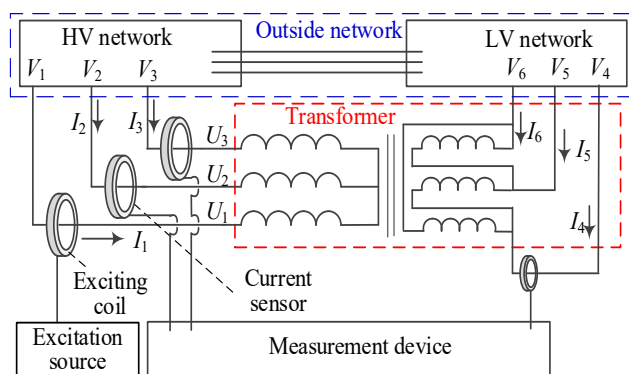 HV network
Outside network
LV network
V1 V2 V3
V6 V5 V4
I2 I3
Transformer
I6
I5
U3
U2
U1
I4
I1
Exciting coil
Current sensor
Excitation source
Measurement device